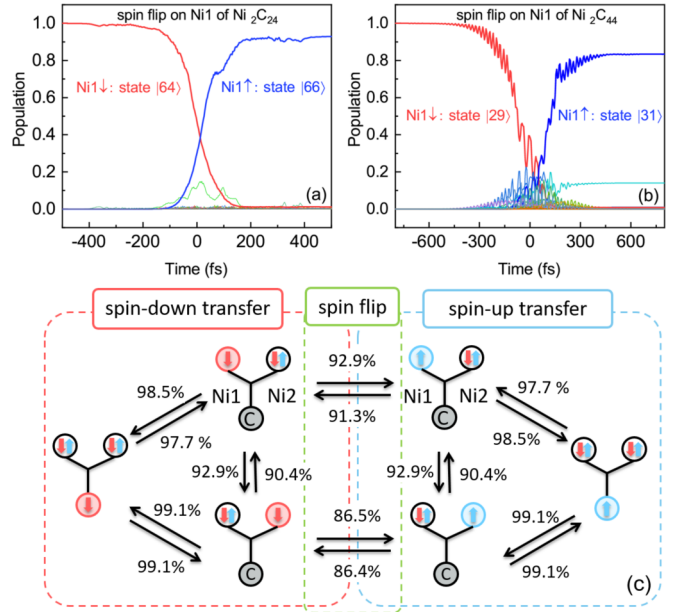 spin flip on Ni1 of Ni 2C24
Ni1↓: state |64⟩
Ni1↑: state |66⟩
(a)
Population
1.0
0.8
0.6
0.4
0.2
0.0
-400 -200 0 200 400
Time (fs)
spin flip on Ni1 of Ni 2C44
Ni1↓: state |29⟩
Ni1↑: state |31⟩
(b)
1.0
0.8
0.6
0.4
0.2
0.0
-600 -300 0 300 600
Time (fs)
spin-down transfer spin flip spin-up transfer
98.5% 92.9% 97.7 %
Ni1 Ni2 Ni1 Ni2
C C
97.7 % 91.3% 98.5%
92.9% 90.4% 92.9% 90.4%
99.1% 86.5% 99.1%
C C
99.1% 86.4% 99.1%
(c)